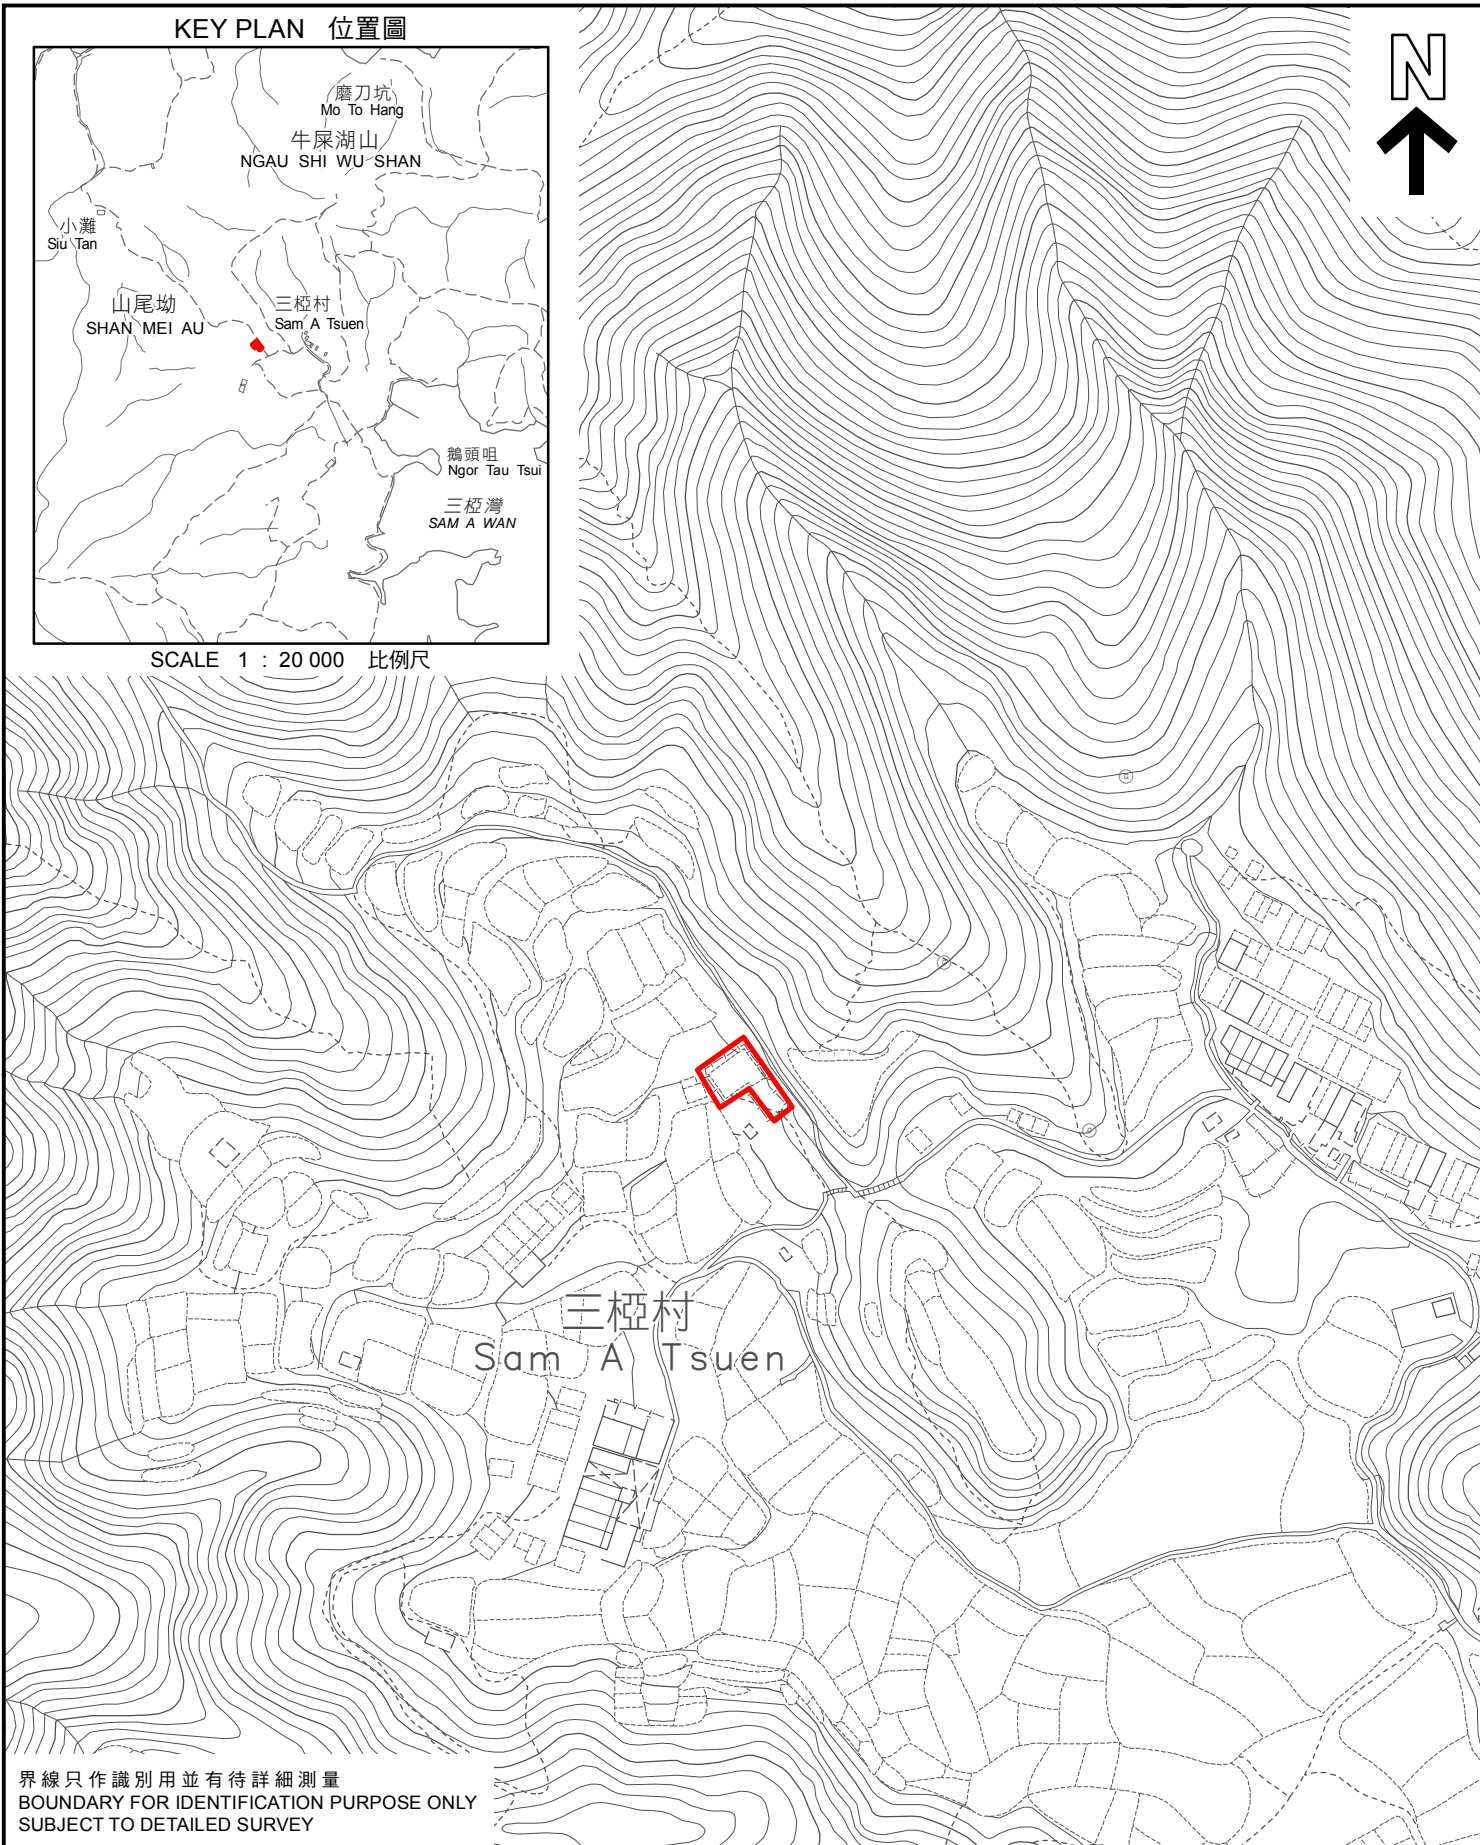 KEY PLAN 位置圖
N
磨刀坑
Mo To Hang
牛屎湖山
NGAU SHI WU SHAN
小灘
Siu Tan
山尾坳
SHAN MEI AU
三椏村
Sam A Tsuen
鵝頭咀
Ngor Tau Tsui
三椏灣
SAM A WAN
SCALE 1 : 20 000 比例尺
G
G
G
三椏村
Sam A Tsuen
界線只作識別用並有待詳細測量
BOUNDARY FOR IDENTIFICATION PURPOSE ONLY
SUBJECT TO DETAILED SURVEY